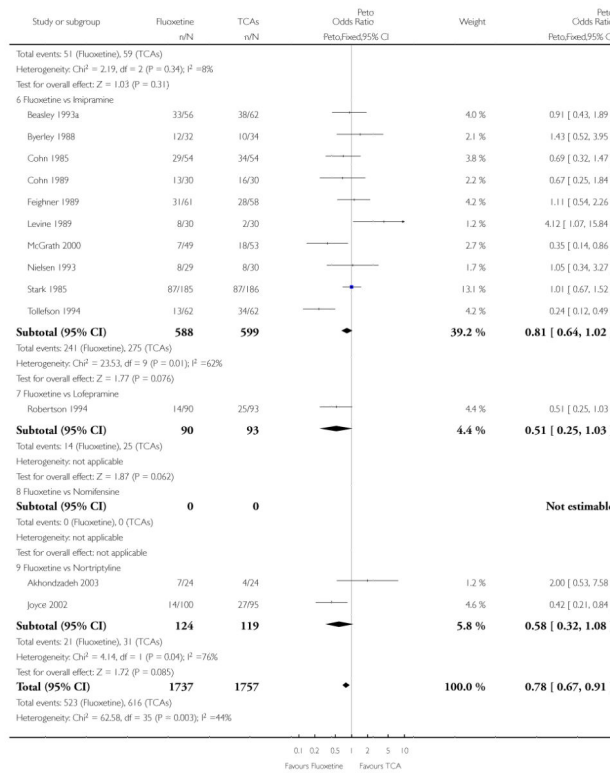 Peto
Peto
Study or subgroup Fluoxetine TCAs Odds Ratio Weight Odds Ratio
n/N n/N Peto,Fixed,95% CI Peto,Fixed,95% C
Total events: 51 (Fluoxetine), 59 (TCAs)
Heterogeneity: Chi² = 2.19, df = 2 (P = 0.34); I² =8%
Test for overall effect: Z = 1.03 (P = 0.31)
6 Fluoxetine vs Imipramine
Beasley 1993a 33/56 38/62 4.0 % 0.91 [ 0.43, 1.89
Byerley 1988 12/32 10/34 2.1 % 1.43 [ 0.52, 3.95
Cohn 1985 29/54 34/54 3.8 % 0.69 [ 0.32, 1.47
Cohn 1989 13/30 16/30 2.2 % 0.67 [ 0.25, 1.84
Feighner 1989 31/61 28/58 4.2 % 1.11 [ 0.54, 2.26
Levine 1989 8/30 2/30 1.2 % 4.12 [ 1.07, 15.84
McGrath 2000 7/49 18/53 2.7 % 0.35 [ 0.14, 0.86
Nielsen 1993 8/29 8/30 1.7 % 1.05 [ 0.34, 3.27
Stark 1985 87/185 87/186 13.1 % 1.01 [ 0.67, 1.52
Tollefson 1994 13/62 34/62 4.2 % 0.24 [ 0.12, 0.49
Subtotal (95% CI) 588 599 39.2 % 0.81 [ 0.64, 1.02
Total events: 241 (Fluoxetine), 275 (TCAs)
Heterogeneity: Chi² = 23.53, df = 9 (P = 0.01); I² =62%
Test for overall effect: Z = 1.77 (P = 0.076)
7 Fluoxetine vs Lofepramine
Robertson 1994 14/90 25/93 4.4 % 0.51 [ 0.25, 1.03
Subtotal (95% CI) 90 93 4.4 % 0.51 [ 0.25, 1.03
Total events: 14 (Fluoxetine), 25 (TCAs)
Heterogeneity: not applicable
Test for overall effect: Z = 1.87 (P = 0.062)
8 Fluoxetine vs Nomifensine
Subtotal (95% CI) 0 0 Not estimable
Total events: 0 (Fluoxetine), 0 (TCAs)
Heterogeneity: not applicable
Test for overall effect: not applicable
9 Fluoxetine vs Nortriptyline
Akhondzadeh 2003 7/24 4/24 1.2 % 2.00 [ 0.53, 7.58
Joyce 2002 14/100 27/95 4.6 % 0.42 [ 0.21, 0.84
Subtotal (95% CI) 124 119 5.8 % 0.58 [ 0.32, 1.08
Total events: 21 (Fluoxetine), 31 (TCAs)
Heterogeneity: Chi² = 4.14, df = 1 (P = 0.04); I² =76%
Test for overall effect: Z = 1.72 (P = 0.085)
Total (95% CI) 1737 1757 100.0 % 0.78 [ 0.67, 0.91
Total events: 523 (Fluoxetine), 616 (TCAs)
Heterogeneity: Chi² = 62.58, df = 35 (P = 0.003); I² =44%
0.1 0.2 0.5 1 2 5 10
Favours Fluoxetine Favours TCA